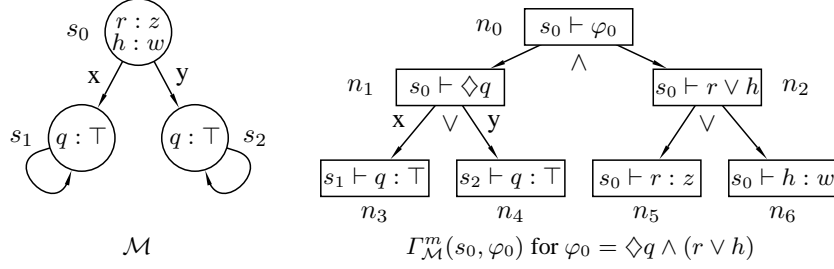 s₀
r : z
h : w
x
y
s₁
q : ⊤
q : ⊤
s₂
ℳ
n₀
s₀ ⊢ φ₀
∧
n₁
s₀ ⊢ ◇q
s₀ ⊢ r ∨ h
n₂
x
∨
y
∨
s₁ ⊢ q : ⊤
s₂ ⊢ q : ⊤
s₀ ⊢ r : z
s₀ ⊢ h : w
n₃
n₄
n₅
n₆
Γᵐ_ℳ(s₀, φ₀) for φ₀ = ◇q ∧ (r ∨ h)